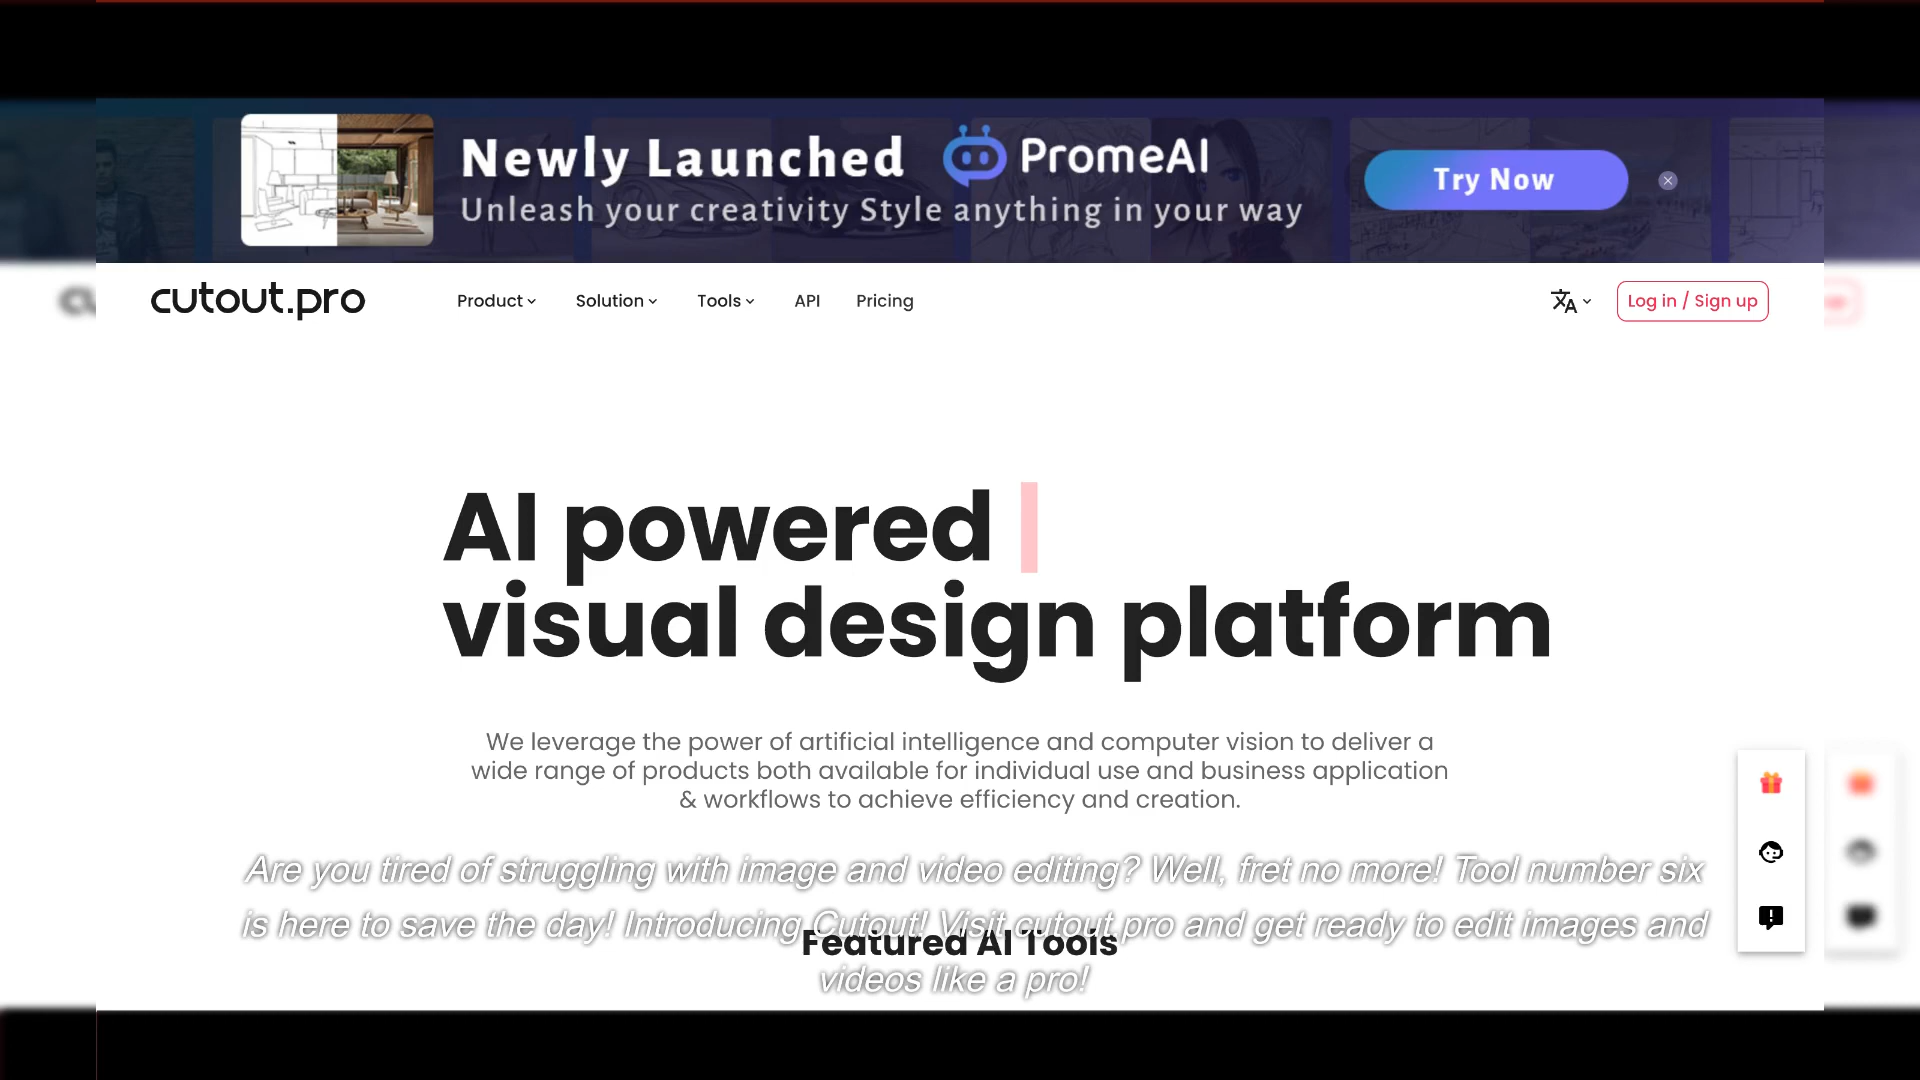 Newly Launched PromeAI
Unleash your creativity Style anything in your way
Try Now
cutout.pro
Product
Solution
Tools
API
Pricing
Log in / Sign up
AI powered
visual design platform
We leverage the power of artificial intelligence and computer vision to deliver a
wide range of products both available for individual use and business application
& workflows to achieve efficiency and creation.
Are you tired of struggling with image and video editing? Well, fret no more! Tool number six
is here to save the day! Introducing Cutout! Visit cutout.pro and get ready to edit images and
Featured AI Tools
videos like a pro!